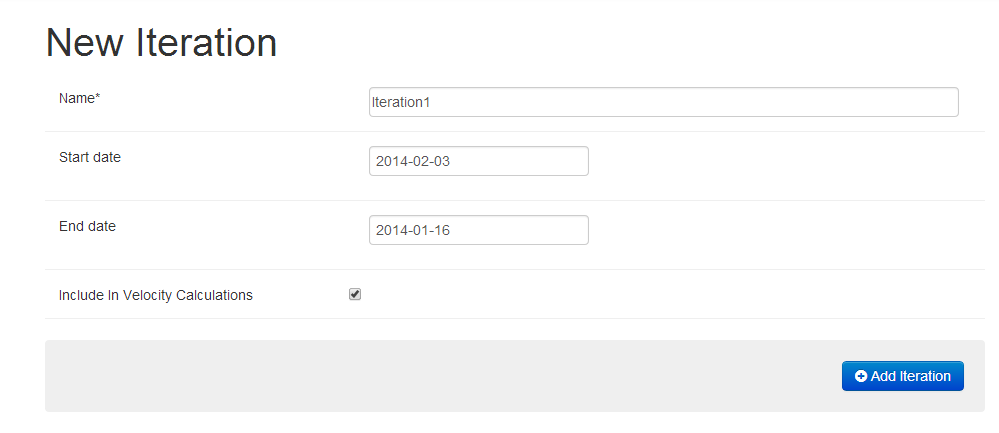 New Iteration
Name*
Iteration1
Start date
2014-02-03
End date
2014-01-16
Include In Velocity Calculations
Add Iteration